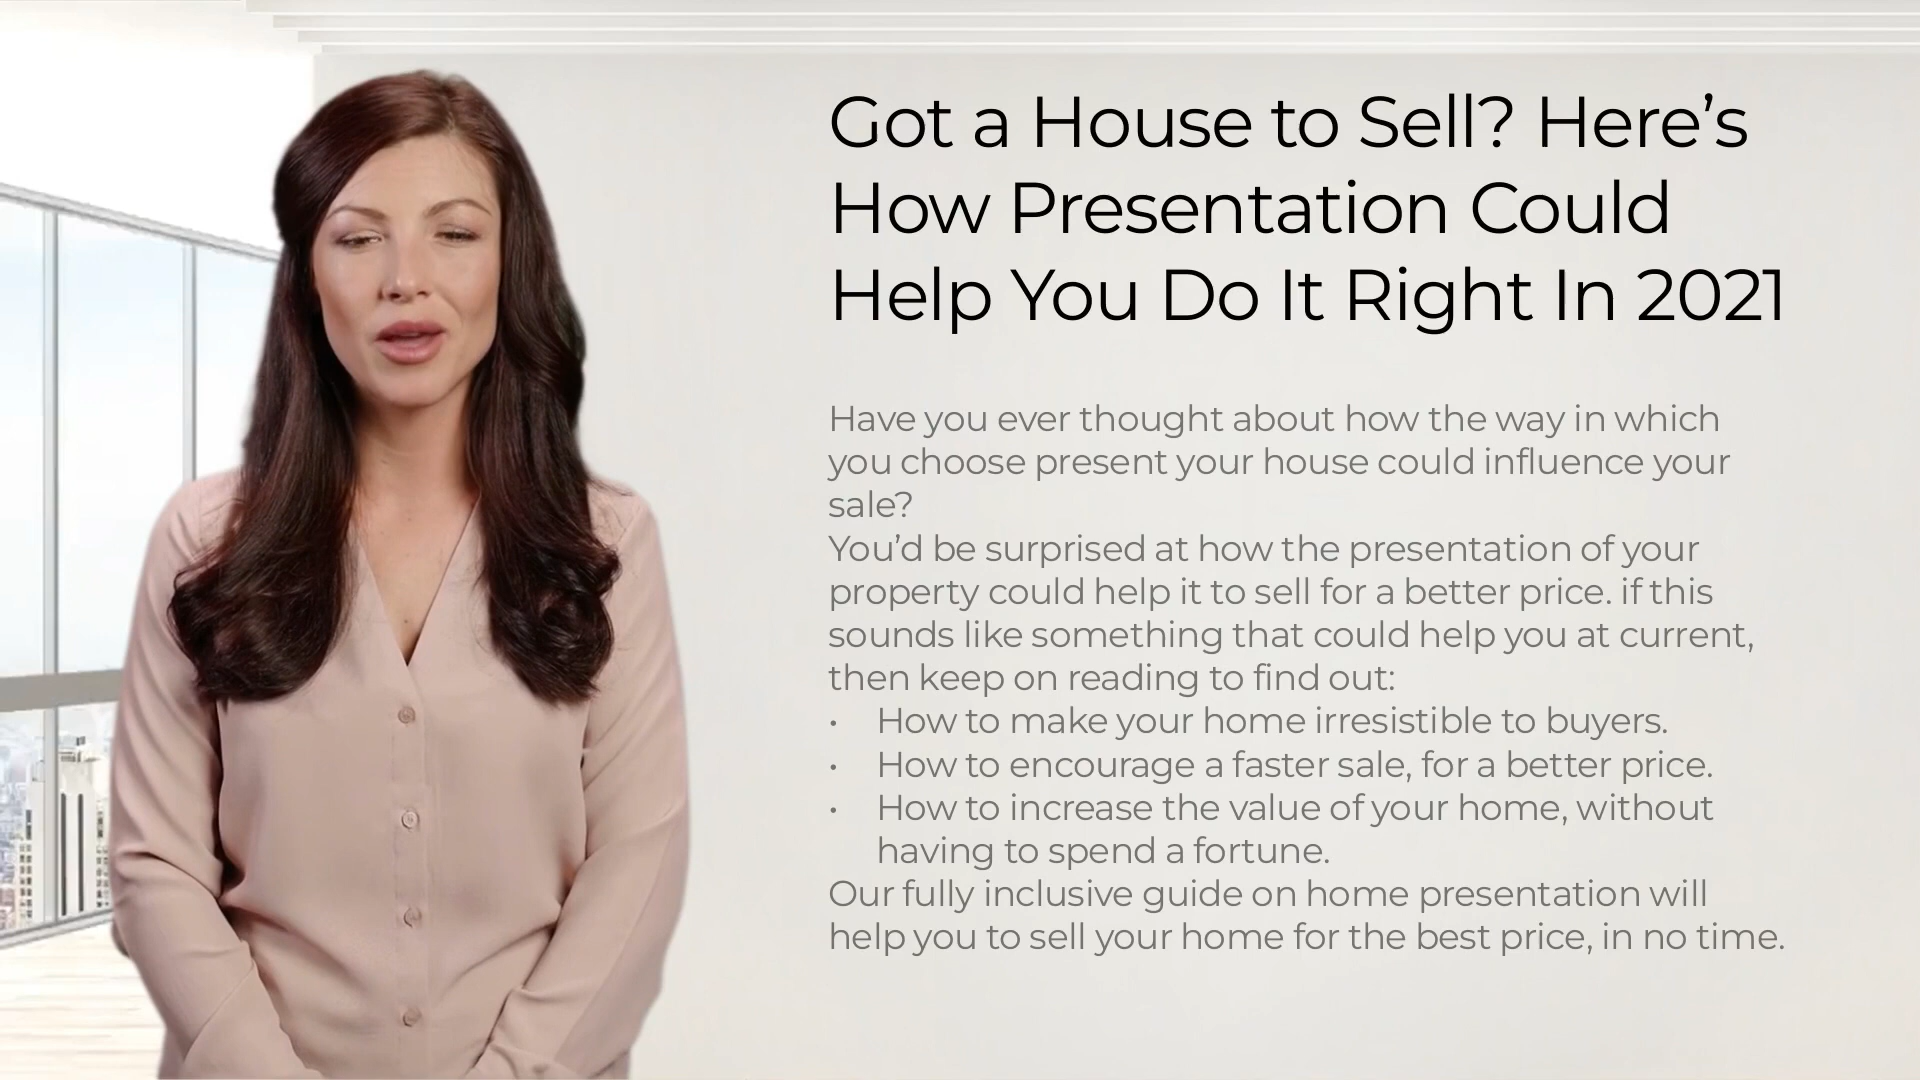 Got a House to Sell? Here’s
How Presentation Could
Help You Do It Right In 2021
Have you ever thought about how the way in which
you choose present your house could influence your
sale?
You’d be surprised at how the presentation of your
property could help it to sell for a better price. if this
sounds like something that could help you at current,
then keep on reading to find out:
• How to make your home irresistible to buyers.
• How to encourage a faster sale, for a better price.
• How to increase the value of your home, without
having to spend a fortune.
Our fully inclusive guide on home presentation will
help you to sell your home for the best price, in no time.